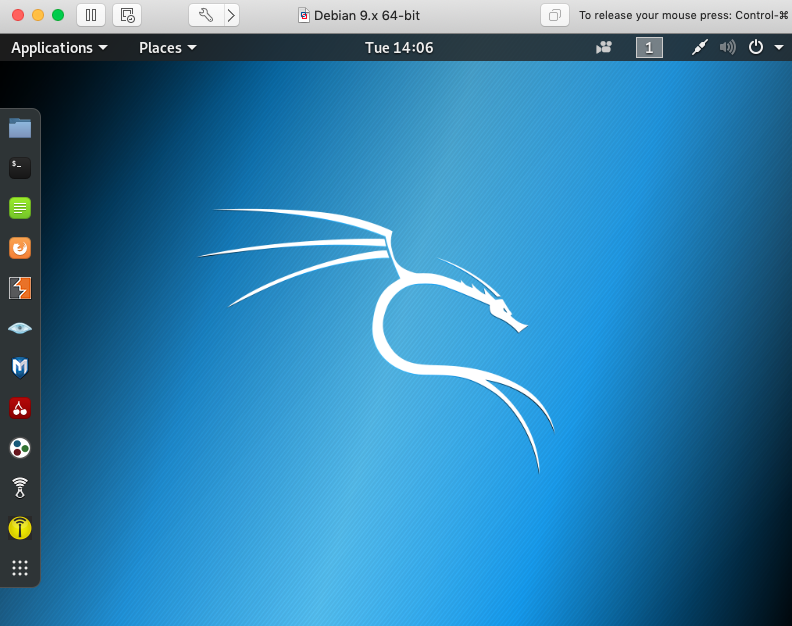 Debian 9.x 64-bit
To release your mouse press: Control-⌘
Applications
Places
Tue 14:06
1
$_